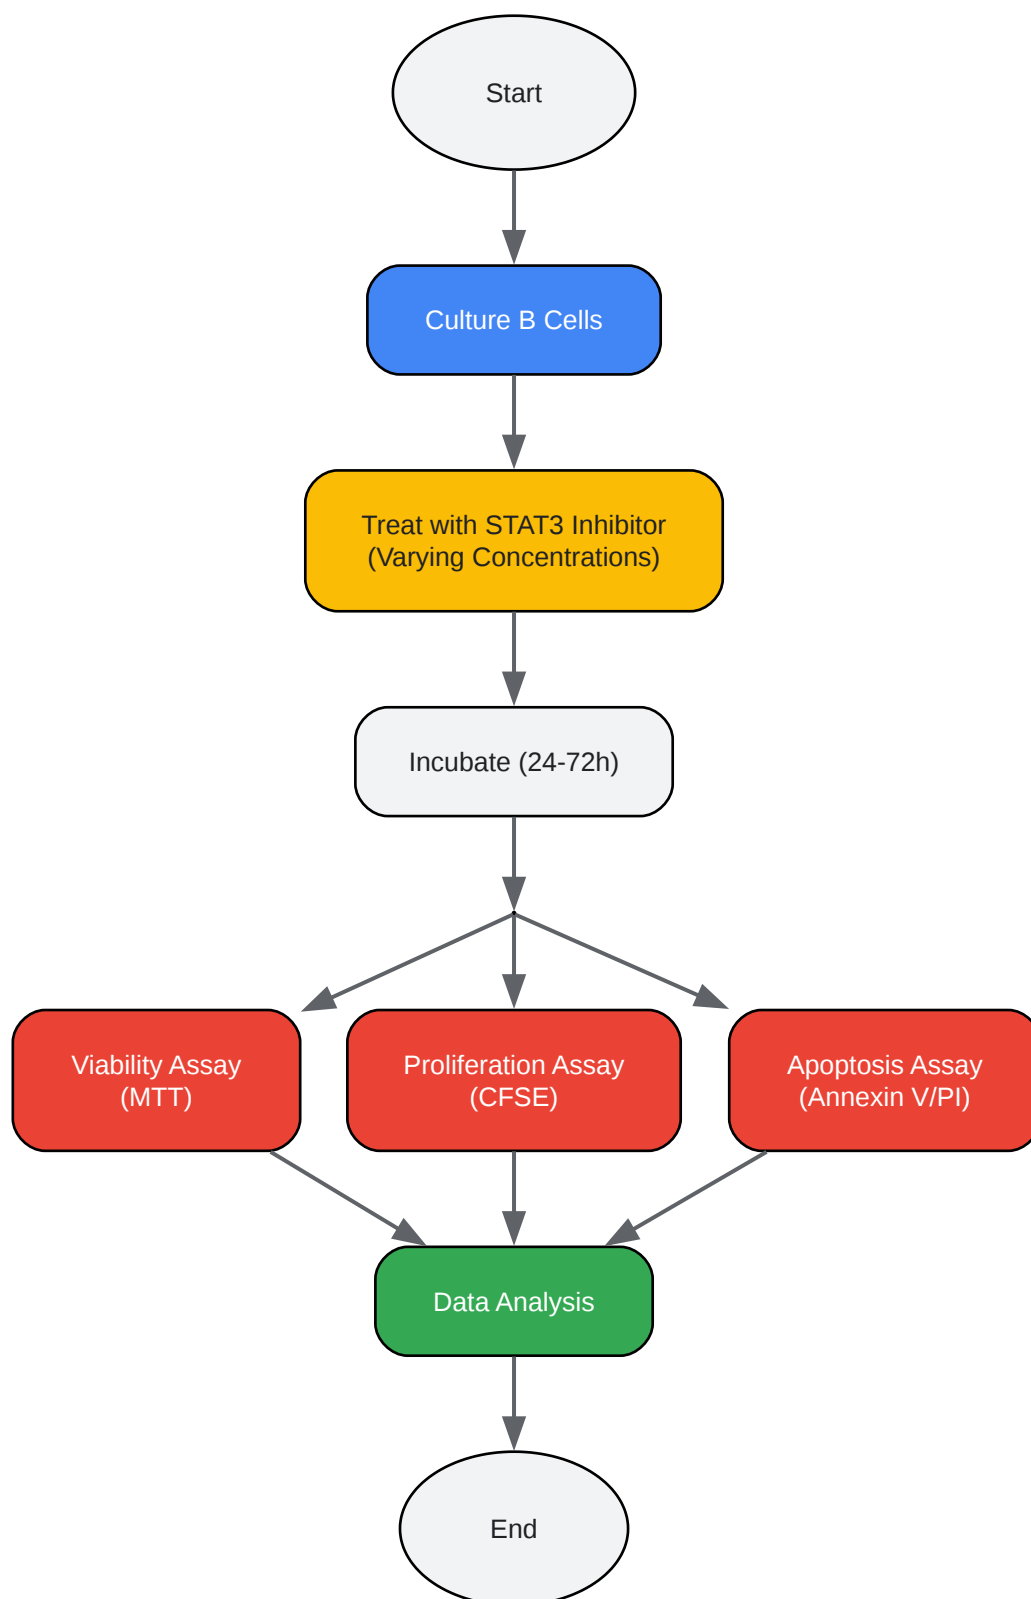 Start
Culture B Cells
Treat with STAT3 Inhibitor
(Varying Concentrations)
Incubate (24-72h)
Viability Assay
(MTT)
Proliferation Assay
(CFSE)
Apoptosis Assay
(Annexin V/PI)
Data Analysis
End